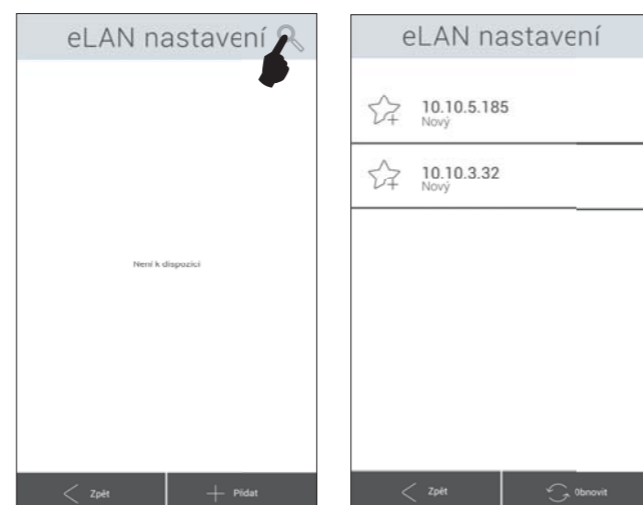 eLAN nastavení
Není k dispozici
Zpět
Přidat
eLAN nastavení
10.10.5.185
Nový
10.10.3.32
Nový
Zpět
Obnovit